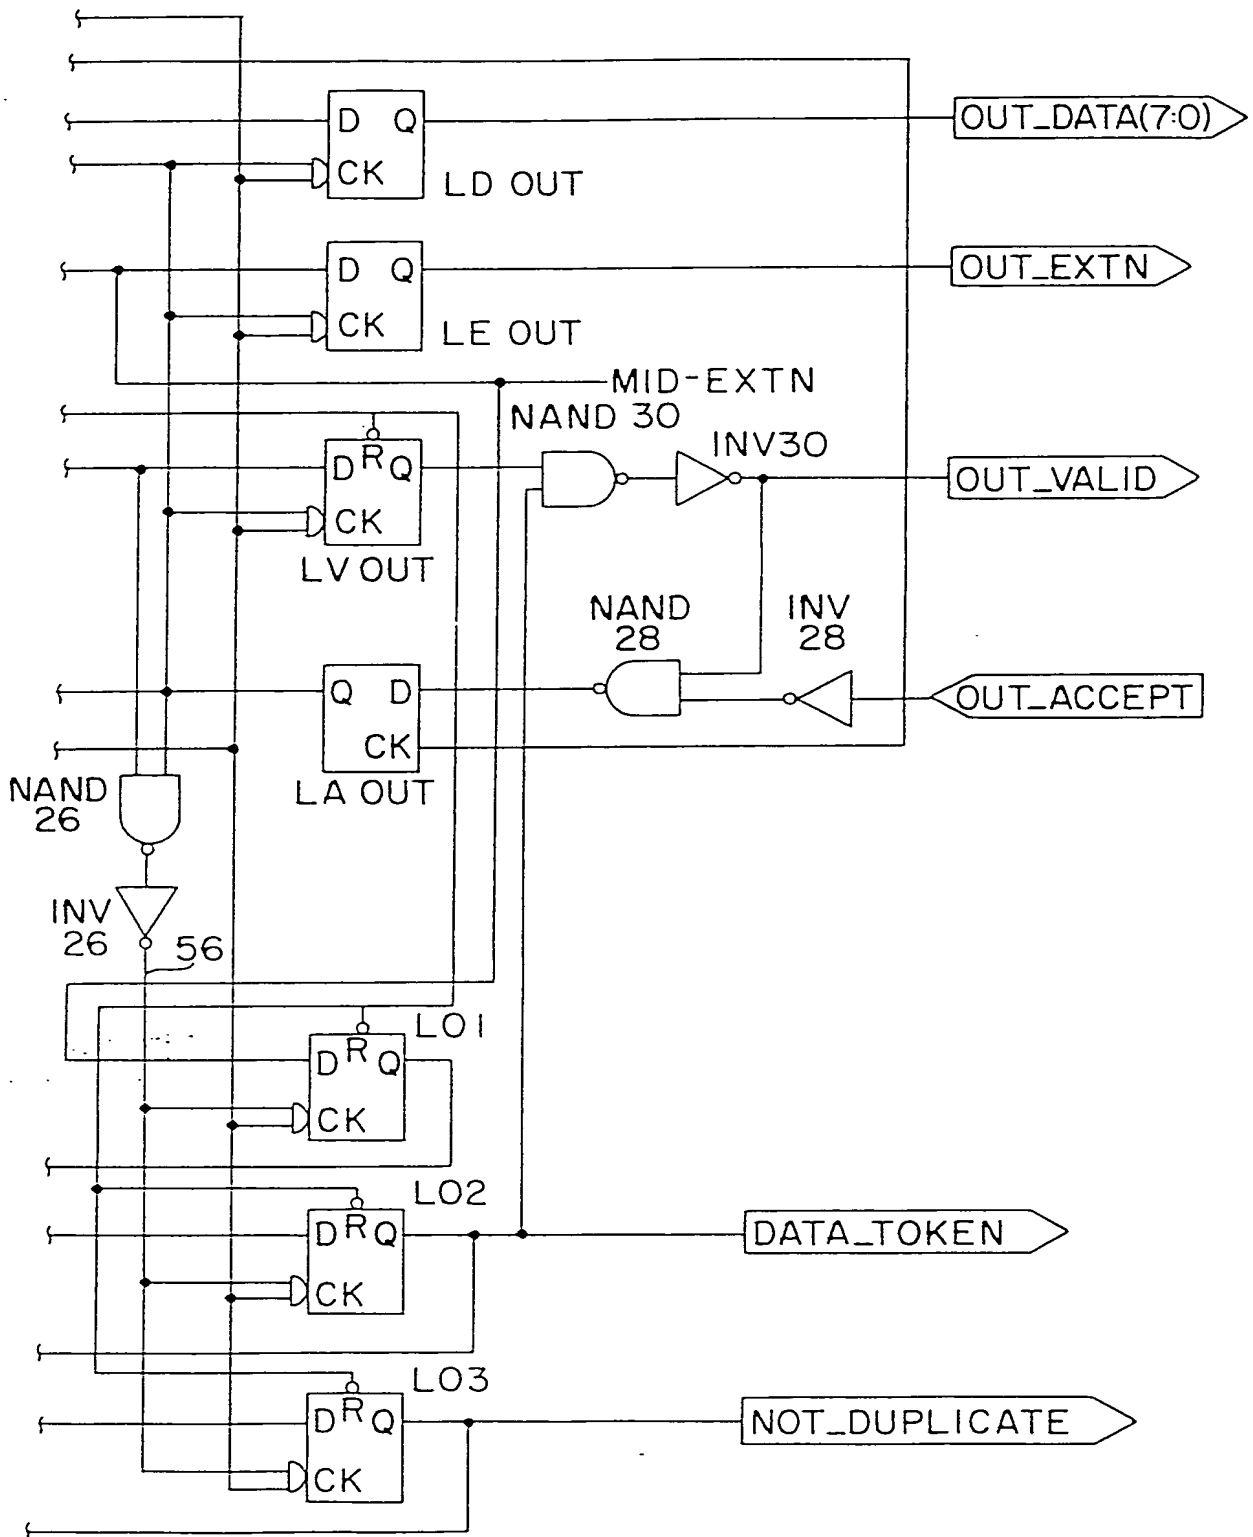 D Q
CK
LD OUT
OUT_DATA(7:0)
D Q
CK
LE OUT
OUT_EXTN
MID-EXTN
NAND 30
INV30
D R Q
CK
LV OUT
OUT_VALID
NAND
28
INV
28
Q D
CK
LA OUT
OUT_ACCEPT
NAND
26
INV
26
56
LO1
D R Q
CK
LO2
D R Q
CK
DATA_TOKEN
LO3
D R Q
CK
NOT_DUPLICATE